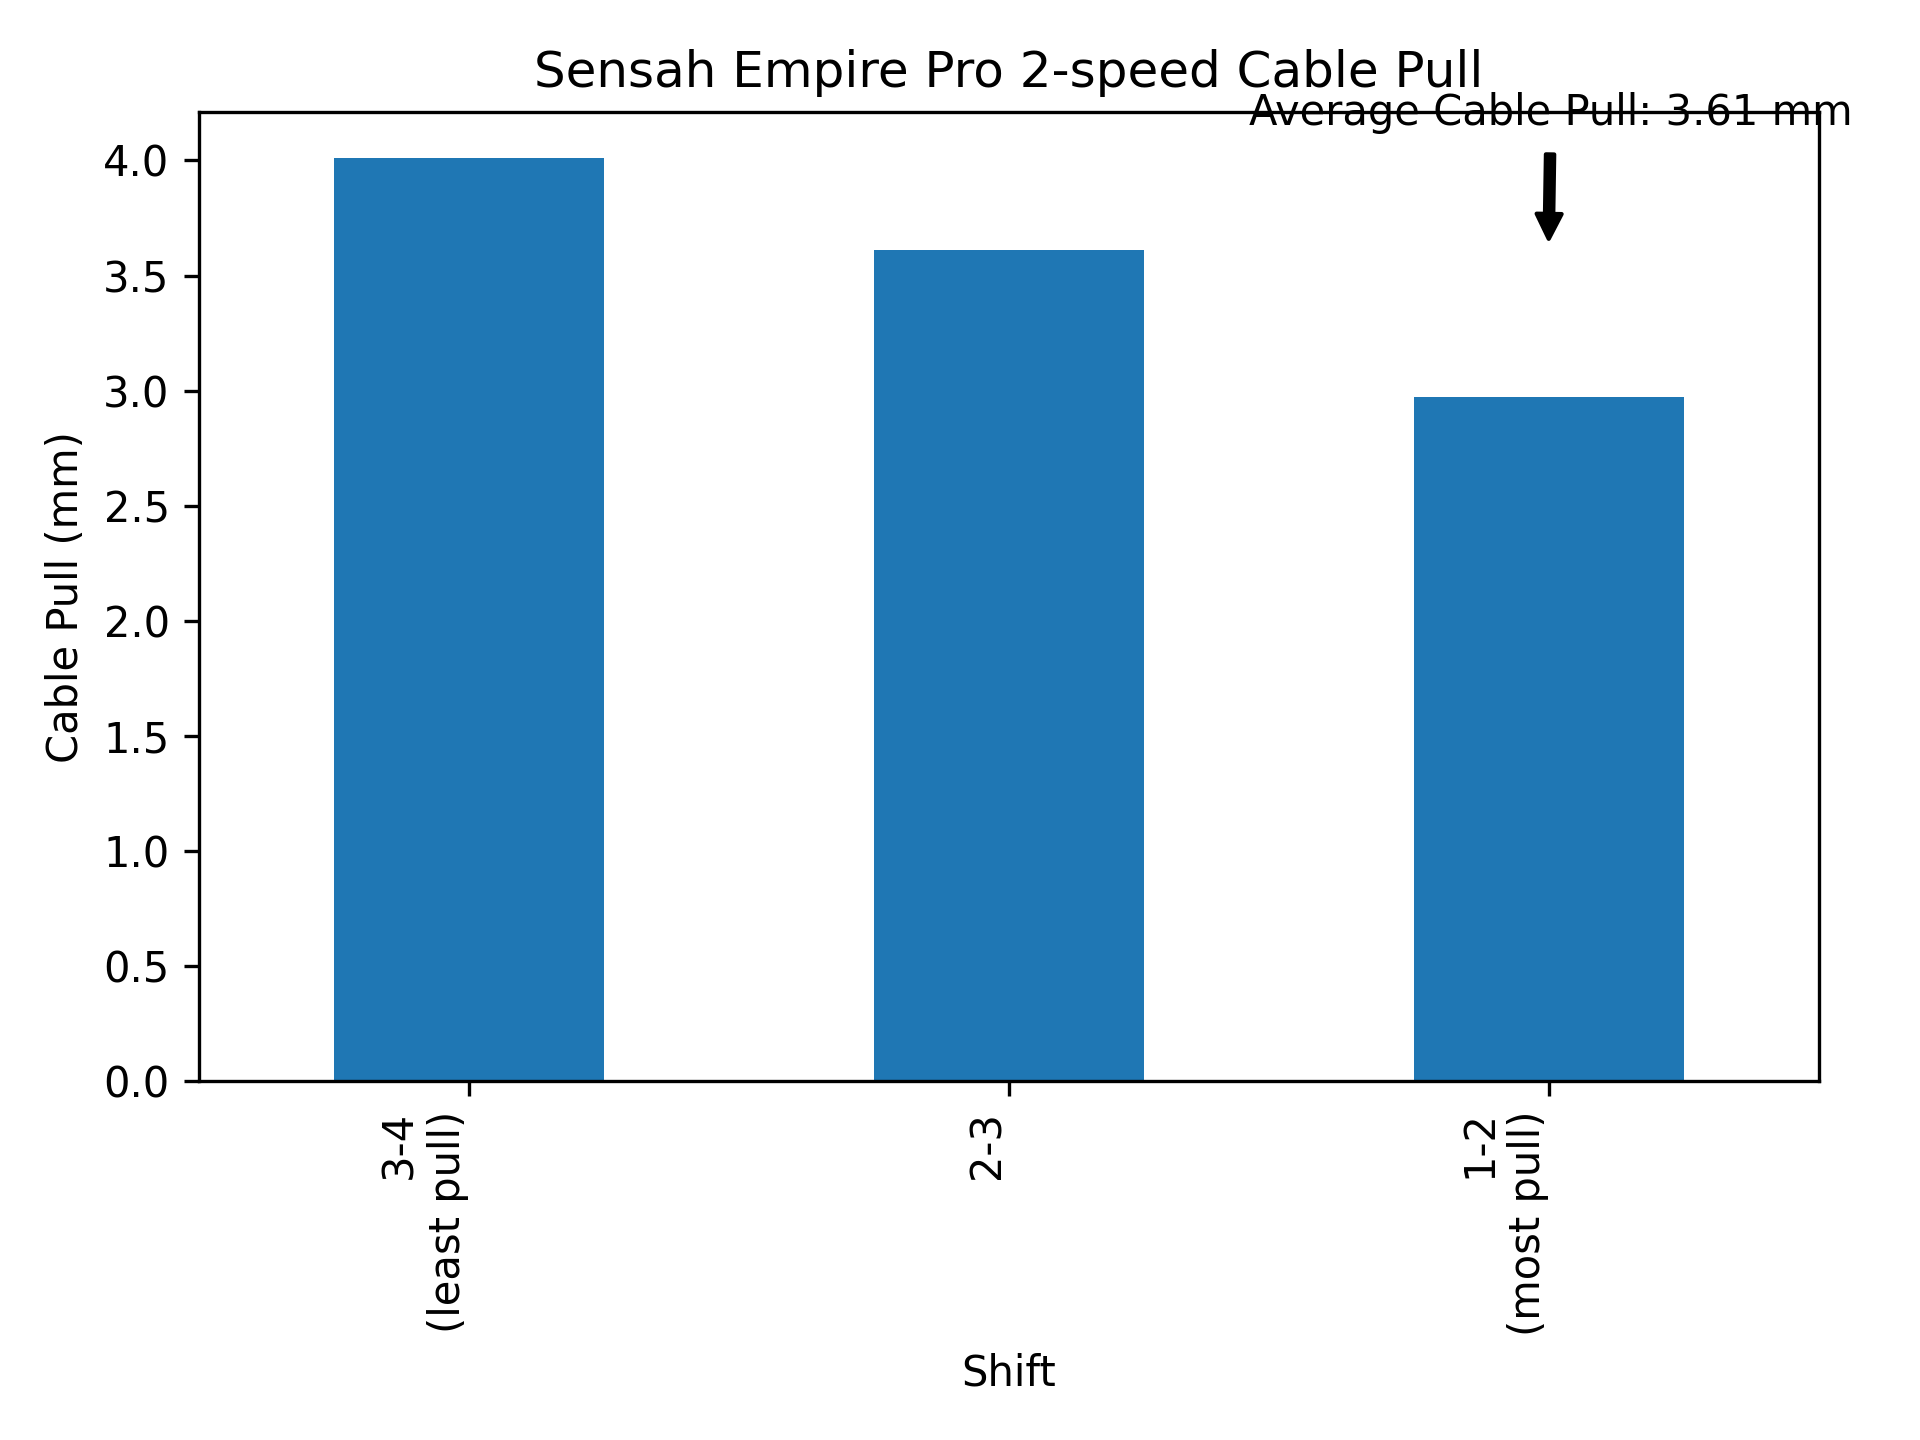 Sensah Empire Pro 2-speed Cable Pull
Average Cable Pull: 3.61 mm
4.0
3.5
3.0
2.5
2.0
1.5
1.0
0.5
0.0
Cable Pull (mm)
3-4
(least pull)
2-3
1-2
(most pull)
Shift